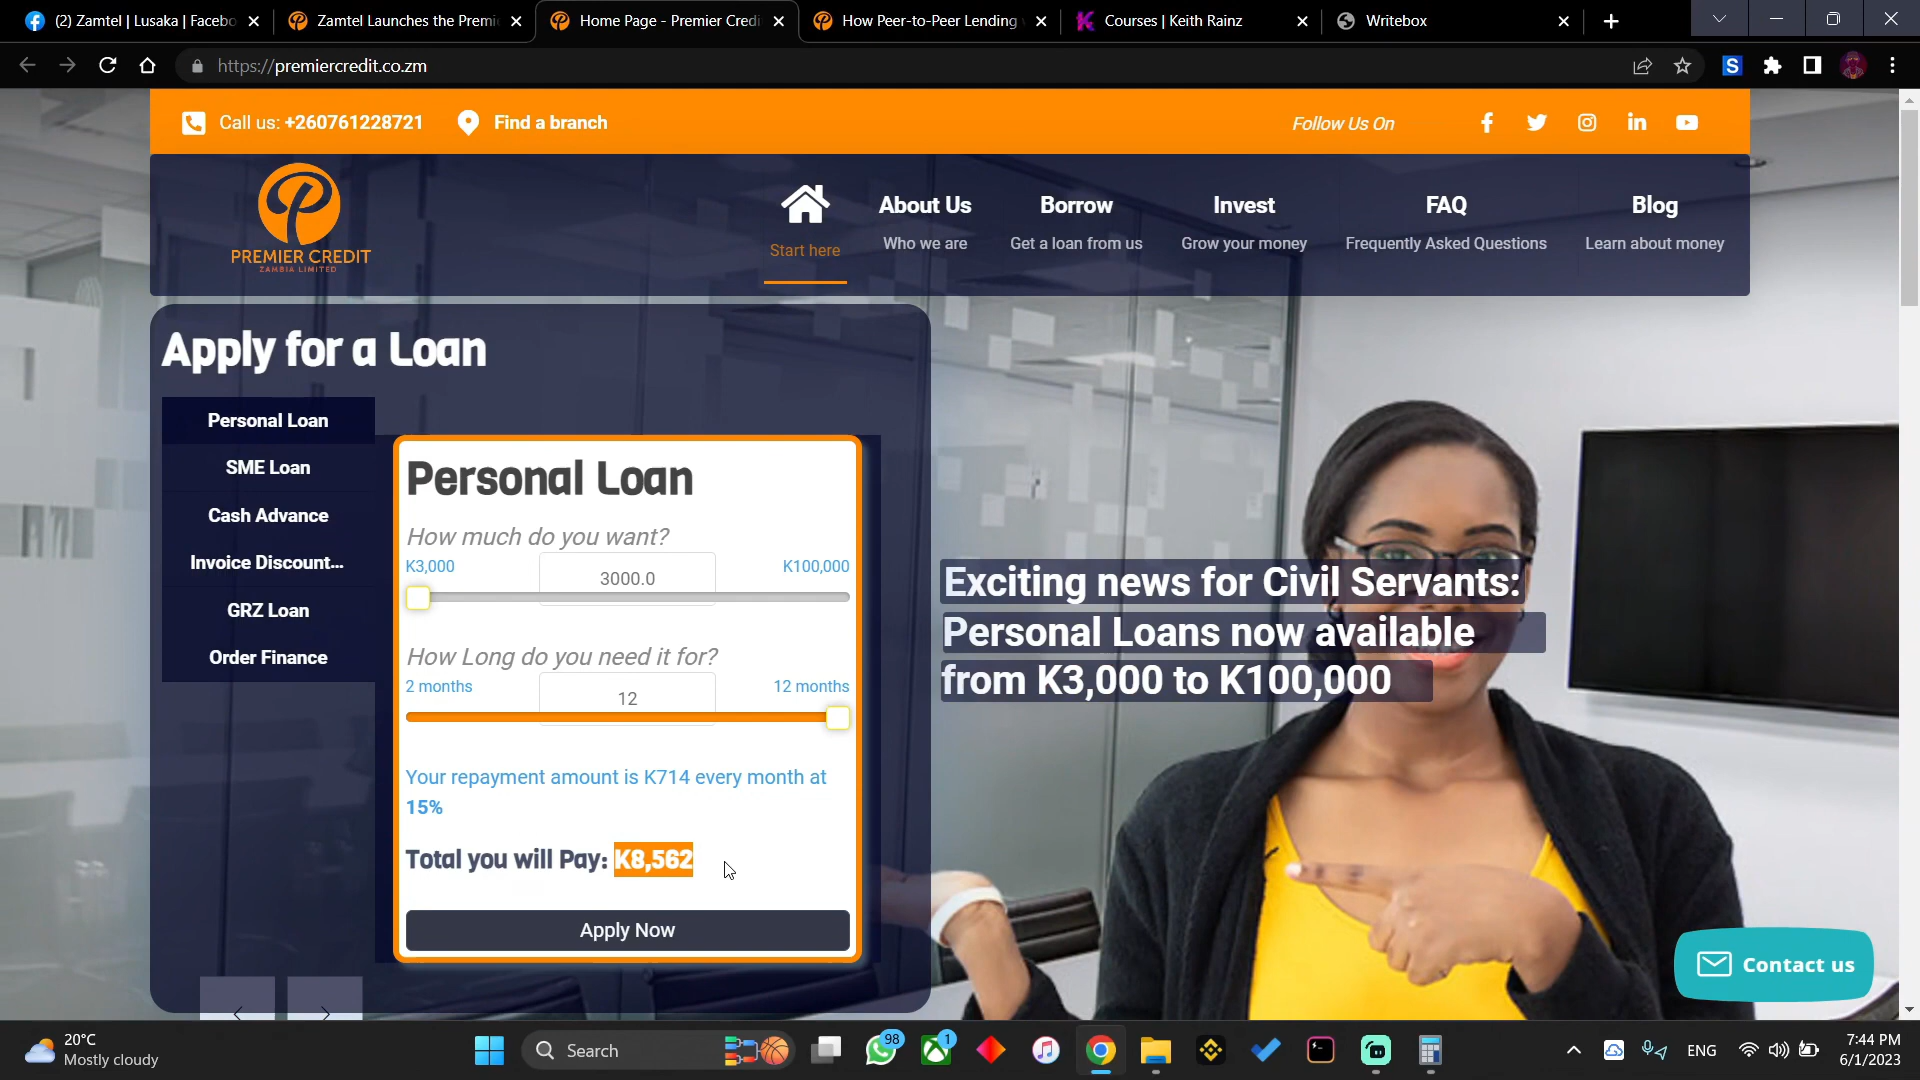 (2) Zamtel | Lusaka | Facebo
Zamtel Launches the Premi
Home Page - Premier Credi
How Peer-to-Peer Lending
Courses | Keith Rainz
Writebox
https://premiercredit.co.zm
S
Call us: +260761228721
Find a branch
Follow Us On
PREMIER CREDIT
ZAMBIA LIMITED
Start here
About Us
Who we are
Borrow
Get a loan from us
Invest
Grow your money
FAQ
Frequently Asked Questions
Blog
Learn about money
Apply for a Loan
Personal Loan
SME Loan
Cash Advance
Invoice Discount...
GRZ Loan
Order Finance
Personal Loan
How much do you want?
K3,000
3000.0
K100,000
How Long do you need it for?
2 months
12
12 months
Your repayment amount is K714 every month at
15%
Total you will Pay: K8,562
Apply Now
Exciting news for Civil Servants:
Personal Loans now available
from K3,000 to K100,000
Contact us
20°C
Mostly cloudy
Search
98
1
ENG
7:44 PM
6/1/2023